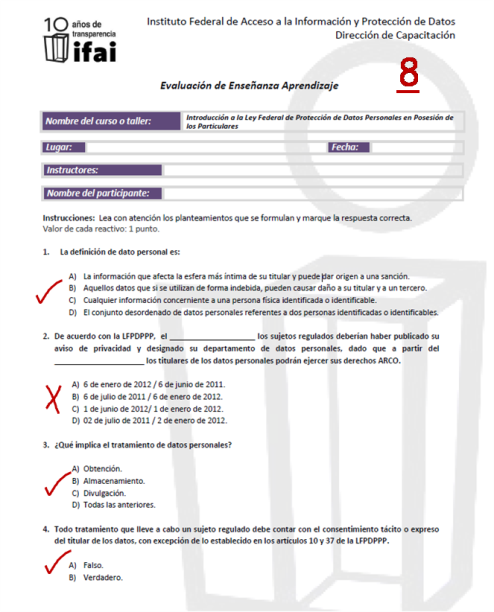 10 años de
transparencia
ifai
Instituto Federal de Acceso a la Información y Protección de Datos
Dirección de Capacitación
8
Evaluación de Enseñanza Aprendizaje
Nombre del curso o taller:
Introducción a la Ley Federal de Protección de Datos Personales en Posesión de
los Particulares
Lugar:
Fecha:
Instructores:
Nombre del participante:
Instrucciones: Lea con atención los planteamientos que se formulan y marque la respuesta correcta.
Valor de cada reactivo: 1 punto.
1. La definición de dato personal es:
A) La información que afecta la esfera más íntima de su titular y puede dar origen a una sanción.
B) Aquellos datos que si se utilizan de forma indebida, pueden causar daño a su titular y a un tercero.
C) Cualquier información concerniente a una persona física identificada o identificable.
D) El conjunto desordenado de datos personales referentes a dos personas identificadas o identificables.
2. De acuerdo con la LFPDPPP, el ____________________ los sujetos regulados deberían haber publicado su
aviso de privacidad y designado su departamento de datos personales, dado que a partir del
____________________ los titulares de los datos personales podrán ejercer sus derechos ARCO.
A) 6 de enero de 2012 / 6 de junio de 2011.
B) 6 de julio de 2011 / 6 de enero de 2012.
C) 1 de junio de 2012/ 1 de enero de 2012.
D) 02 de julio de 2011 / 2 de enero de 2012.
3. ¿Qué implica el tratamiento de datos personales?
A) Obtención.
B) Almacenamiento.
C) Divulgación.
D) Todas las anteriores.
4. Todo tratamiento que lleve a cabo un sujeto regulado debe contar con el consentimiento tácito o expreso
del titular de los datos, con excepción de lo establecido en los artículos 10 y 37 de la LFPDPPP.
A) Falso.
B) Verdadero.